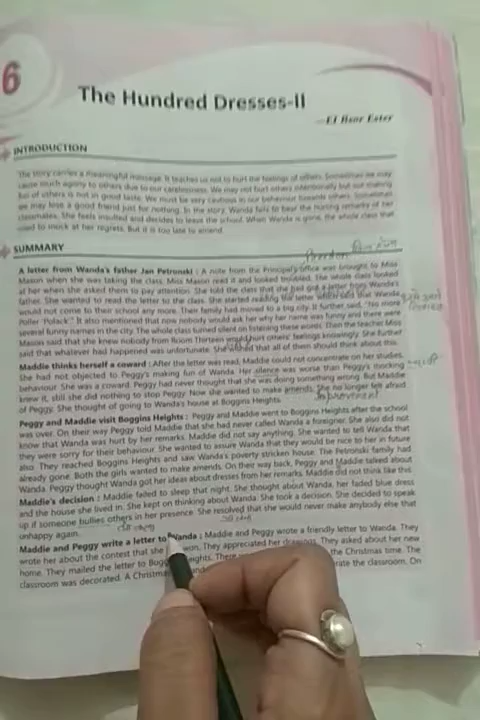 6
The Hundred Dresses-II
—El Bsor Ester
INTRODUCTION
The story carries a meaningful message. It teaches us not to hurt the feelings of others. Sometimes we may
cause much agony to others due to our carelessness. We may not hurt others intentionally but our making
fun of others is not in good taste. We must be very cautious in our behaviour towards others. Sometimes
we may lose a good friend just for nothing. In the story, Wanda fails to bear the hurting remarks of her
classmates. She feels insulted and decides to leave the school. When Wanda is gone, the whole class that
used to mock at her regrets. But it is too late to amend.
SUMMARY
A letter from Wanda's father Jan Petronski : A note from the Principal's office was brought to Miss
Mason when she was taking the class. Miss Mason read it and looked troubled. The whole class looked
at her when she asked them to pay attention. She told the class that she had got a letter from Wanda's
father. She wanted to read the letter to the class. She started reading the letter which said that Wanda
would not come to their school any more. Their family had moved to a big city. It further said, "No more
Poller 'Polack'." It also mentioned that now nobody would ask her why her name was funny and there were
several funny names in the city. The whole class turned silent on listening these words. Then the teacher Miss
Mason said that she knew nobody from Room Thirteen would hurt others' feelings knowingly. She further
said that whatever had happened was unfortunate. She that all of them should think about this.
Maddie thinks herself a coward : After the letter was read, Maddie could not concentrate on her studies.
She had not objected to Peggy's making fun of Wanda. Her silence was worse than Peggy's mocking
behaviour. She was a coward. Peggy had never thought that she was doing something wrong. But Maddie
knew it, still she did nothing to stop Peggy. Now she wanted to make amends. She no longer felt afraid
of Peggy. She thought of going to Wanda's house at Boggins Heights.
Improvement
Peggy and Maddie visit Boggins Heights : Peggy and Maddie went to Boggins Heights after the school
was over. On their way Peggy told Maddie that she had never called Wanda a foreigner. She also did not
know that Wanda was hurt by her remarks. Maddie did not say anything. She wanted to tell Wanda that
they were sorry for their behaviour. She wanted to assure Wanda that they would be nice to her in future
also. They reached Boggins Heights and saw Wanda's poverty stricken house. The Petronski family had
already gone. Both the girls wanted to make amends. On their way back, Peggy and Maddie talked about
Wanda. Peggy thought Wanda got her ideas about dresses from her remarks. Maddie did not think like this
Maddie's decision : Maddie failed to sleep that night. She thought about Wanda, her faded blue dress
and the house she lived in. She kept on thinking about Wanda. She took a decision. She decided to speak
up if someone bullies others in her presence. She resolved that she would never make anybody else that
unhappy again.
Maddie and Peggy write a letter to Wanda : Maddie and Peggy wrote a friendly letter to Wanda. They
wrote her about the contest that she won. They appreciated her drawings. They asked about her new
home. They mailed the letter to Boggins Heights. There the Christmas time. The
classroom was decorated. A Christmas rate the classroom. On